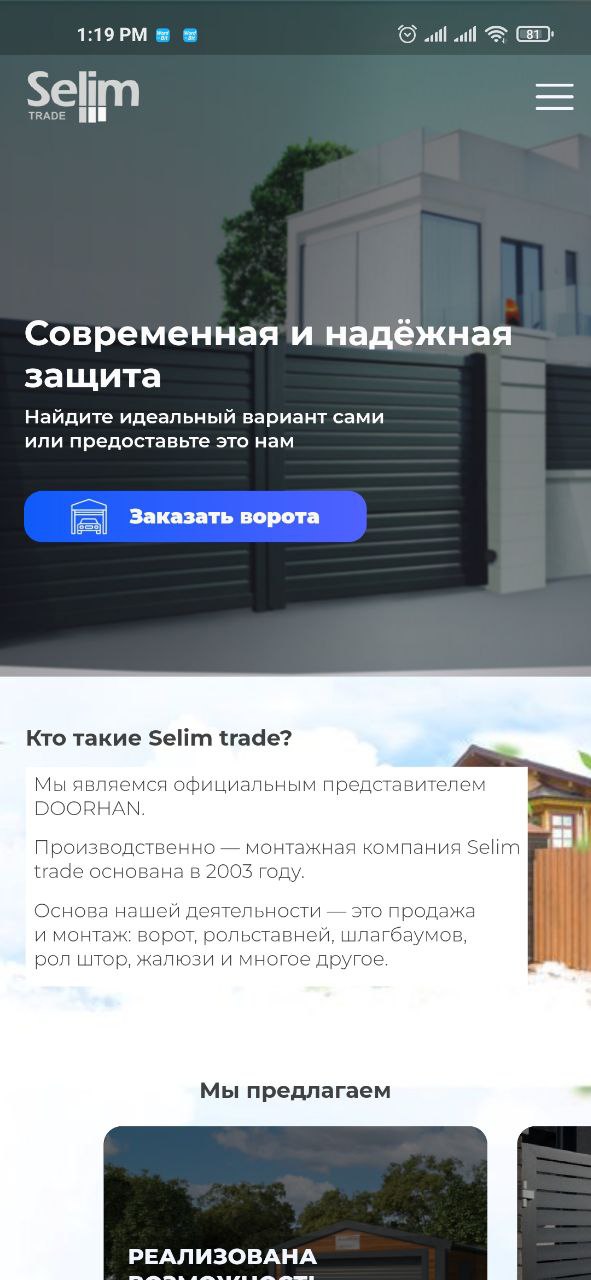 1:19 PM
81
Selim
TRADE
Современная и надёжная
защита
Найдите идеальный вариант сами
или предоставьте это нам
Заказать ворота
Кто такие Selim trade?
Мы являемся официальным представителем
DOORHAN.
Производственно — монтажная компания Selim
trade основана в 2003 году.
Основа нашей деятельности — это продажа
и монтаж: ворот, рольставней, шлагбаумов,
рол штор, жалюзи и многое другое.
Мы предлагаем
РЕАЛИЗОВАНА
ВОЗМОЖНОСТЬ